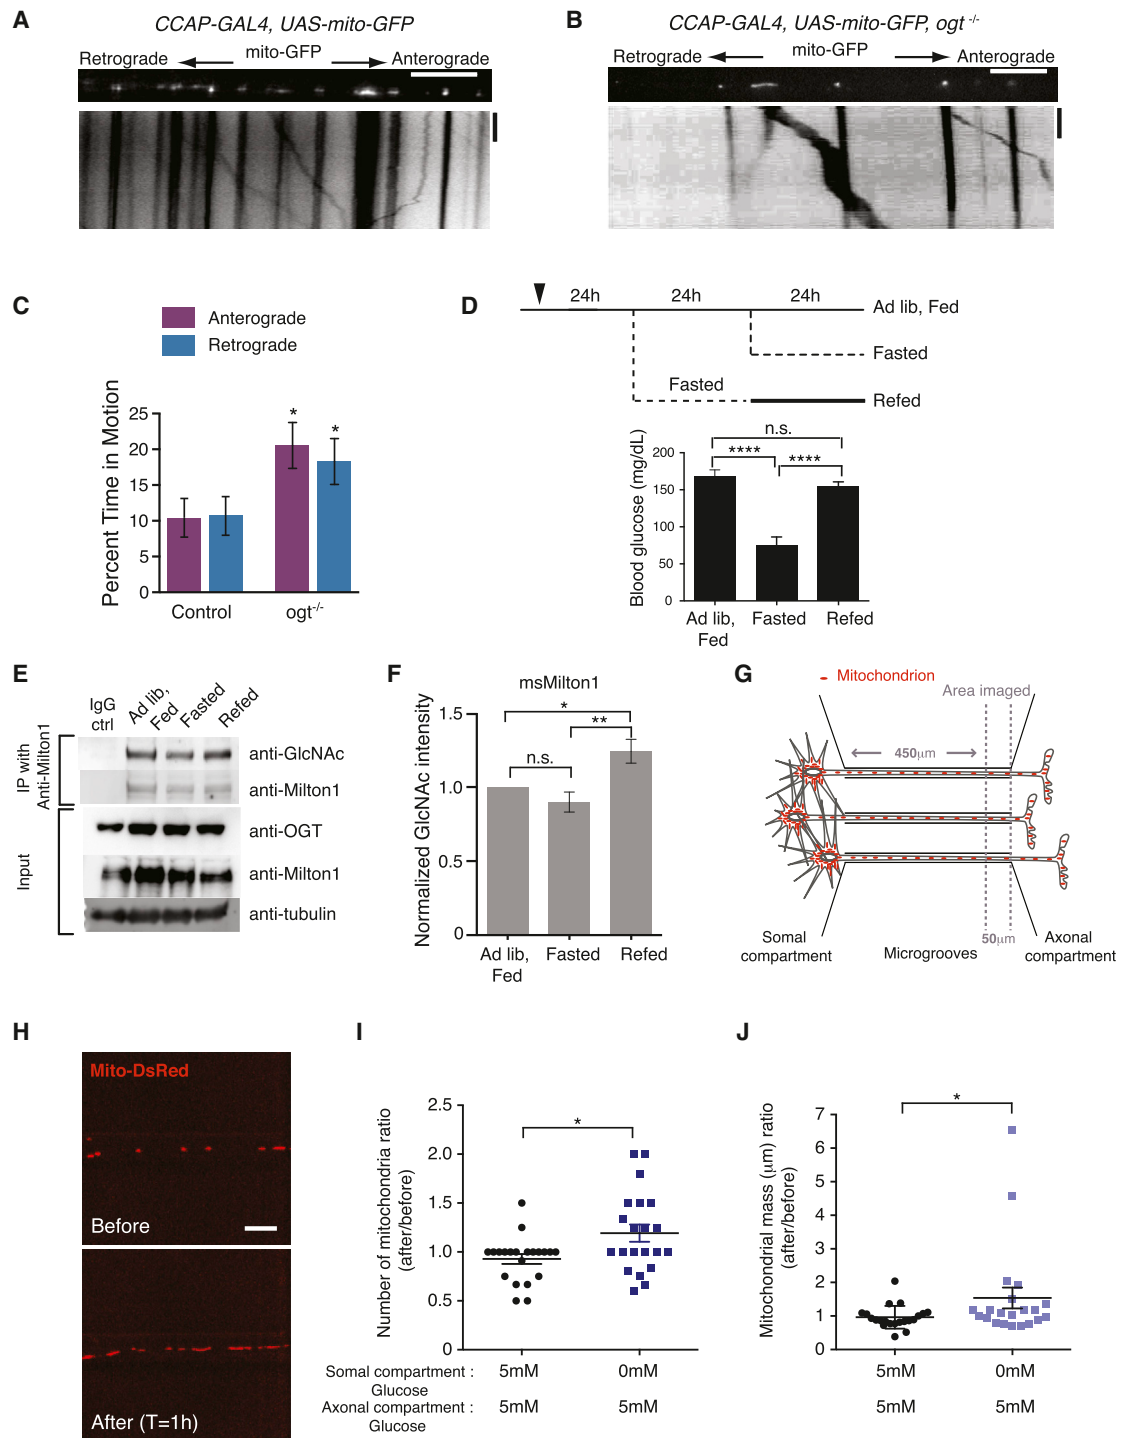 A
CCAP-GAL4, UAS-mito-GFP
Retrograde
mito-GFP
Anterograde
B
CCAP-GAL4, UAS-mito-GFP, ogt -/-
Retrograde
mito-GFP
Anterograde
C
Anterograde
Retrograde
Percent Time in Motion
25
20
15
10
5
0
*
*
Control
ogt-/-
D
24h
24h
24h
Ad lib, Fed
Fasted
Fasted
Refed
Blood glucose (mg/dL)
200
150
100
50
0
n.s.
****
****
Ad lib,
Fed
Fasted
Refed
E
IgG
ctrl
Ad lib,
Fed
Fasted
Refed
IP with
Anti-Milton1
anti-GlcNAc
anti-Milton1
Input
anti-OGT
anti-Milton1
anti-tubulin
F
msMilton1
Normalized GlcNAc intensity
1.5
1.0
0.5
0
*
**
n.s.
Ad lib,
Fed
Fasted
Refed
G
Mitochondrion
Area imaged
450μm
50μm
Somal
compartment
Microgrooves
Axonal
compartment
H
Mito-DsRed
Before
After (T=1h)
I
Number of mitochondria ratio
(after/before)
2.5
2.0
1.5
1.0
0.5
0
*
Somal compartment :
Glucose
5mM
0mM
Axonal compartment :
Glucose
5mM
5mM
J
Mitochondrial mass (μm) ratio
(after/before)
7
6
5
4
3
2
1
0
*
5mM
0mM
5mM
5mM